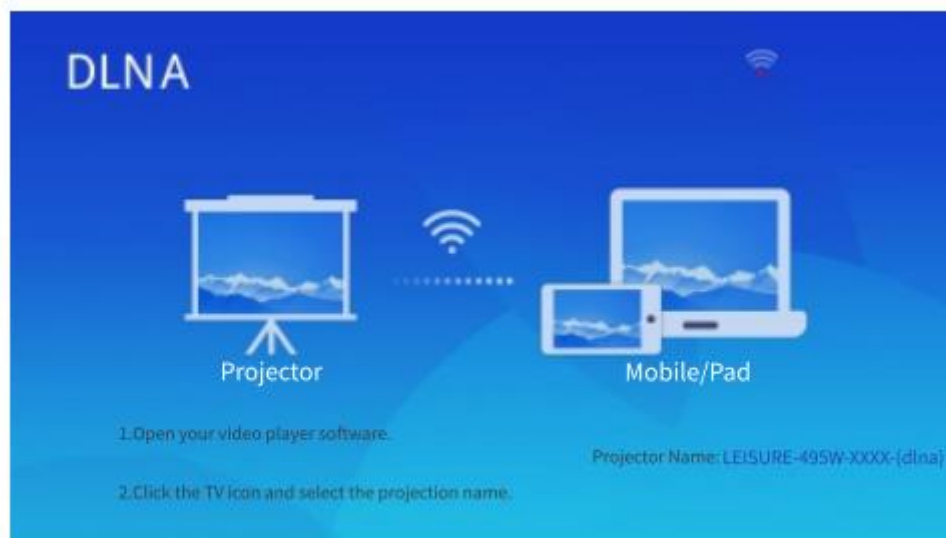 DLNA
Projector
Mobile/Pad
1.Open your video player software.
Projector Name: LEISURE-495W-XXXX-(dlna)
2.Click the TV icon and select the projection name.